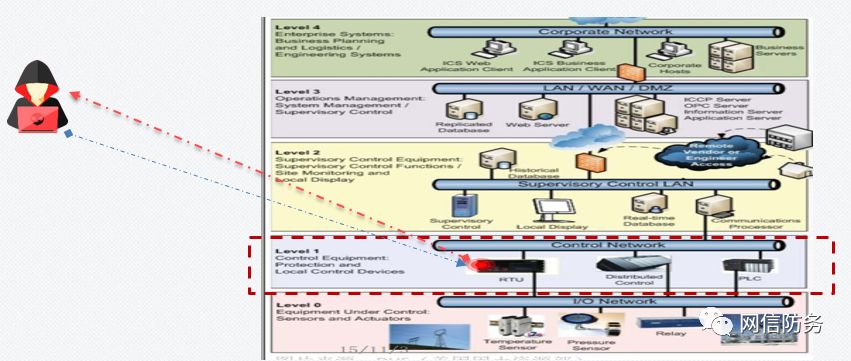 Level 4
Enterprise Systems:
Business Planning
and Logistics /
Engineering Systems
Corporate Network
ICS Web
Application Client
ICS Business
Application Client
Corporate
Hosts
Business
Servers
Level 3
Operations Management:
System Management /
Supervisory Control
LAN / WAN / DMZ
Replicated
Database
Web Server
ICCP Server
OPC Server
Information Server
Application Server
Level 2
Supervisory Control Equipment:
Supervisory Control Functions /
Site Monitoring and
Local Display
Historical
Database
Remote
Vendor or
Engineer
Access
Supervisory Control LAN
Supervisory
Control
Local Display
Real-time
Database
Communications
Processor
Level 1
Control Equipment:
Protection and
Local Control Devices
Control Network
RTU
Distributed
Control
PLC
Level 0
Equipment Under Control:
Sensors and Actuators
I/O Network
Temperature
Sensor
Pressure
Sensor
Relay
网信防务
15/11/3